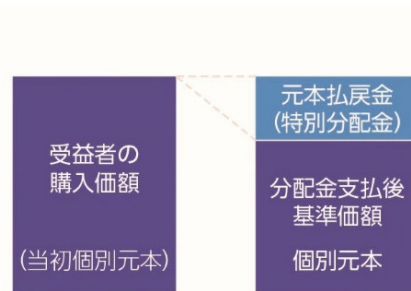 受益者の
購入価額
(当初個別元本)
元本払戻金
(特別分配金)
分配金支払後
基準価額
個別元本